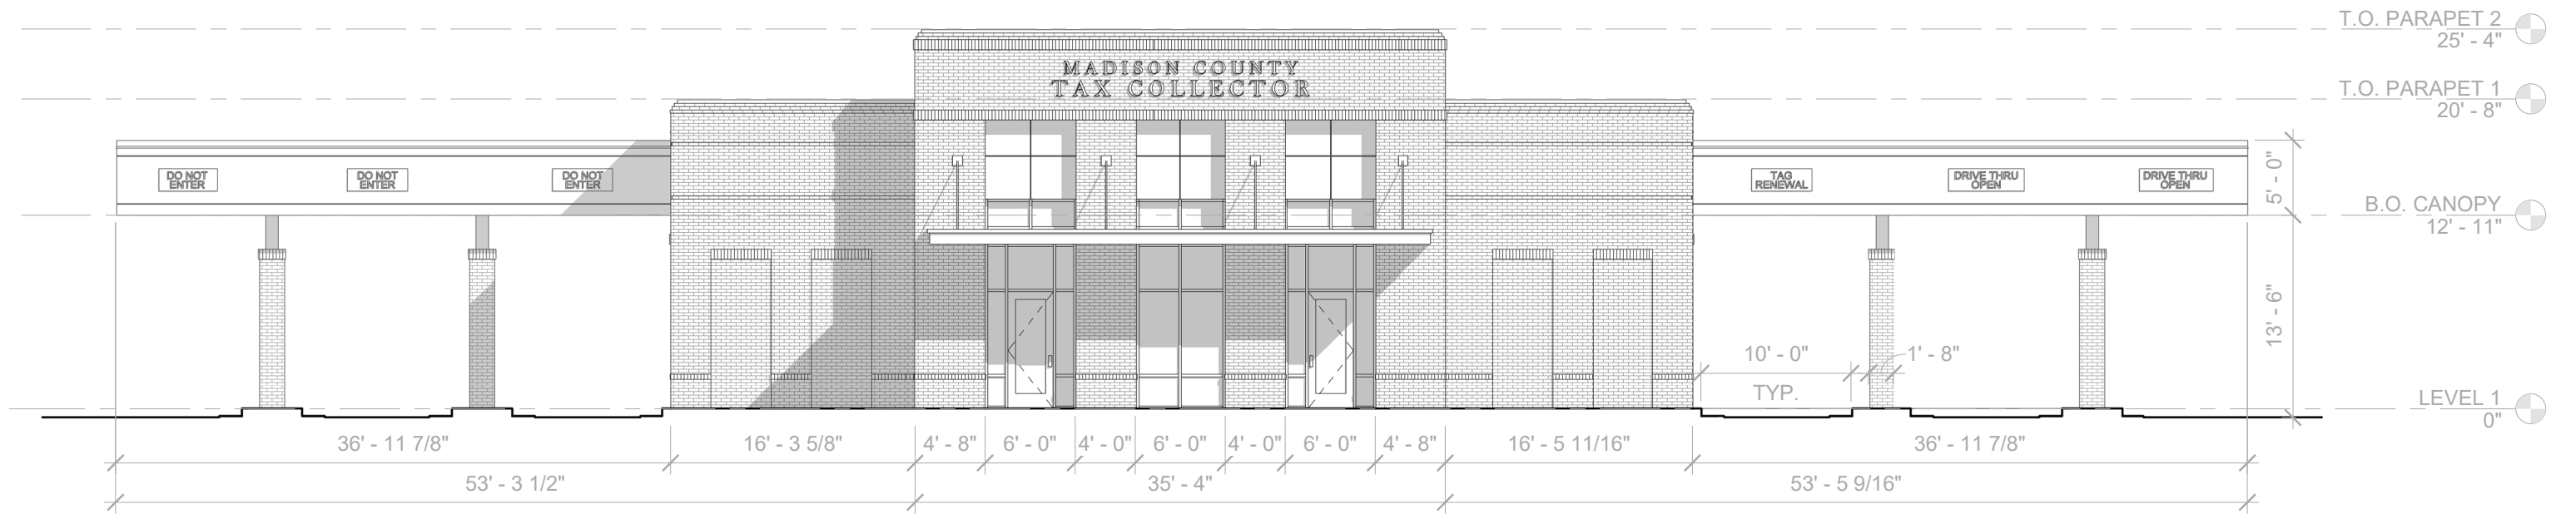 T.O. PARAPET 2
25' - 4"
MADISON COUNTY
TAX COLLECTOR
T.O. PARAPET 1
20' - 8"
DO NOT
ENTER
DO NOT
ENTER
DO NOT
ENTER
TAG
RENEWAL
DRIVE THRU
OPEN
DRIVE THRU
OPEN
5' - 0"
B.O. CANOPY
12' - 11"
13' - 6"
10' - 0"
TYP.
1' - 8"
LEVEL 1
0"
36' - 11 7/8"
16' - 3 5/8"
4' - 8"
6' - 0"
4' - 0"
6' - 0"
4' - 0"
6' - 0"
4' - 8"
16' - 5 11/16"
36' - 11 7/8"
53' - 3 1/2"
35' - 4"
53' - 5 9/16"